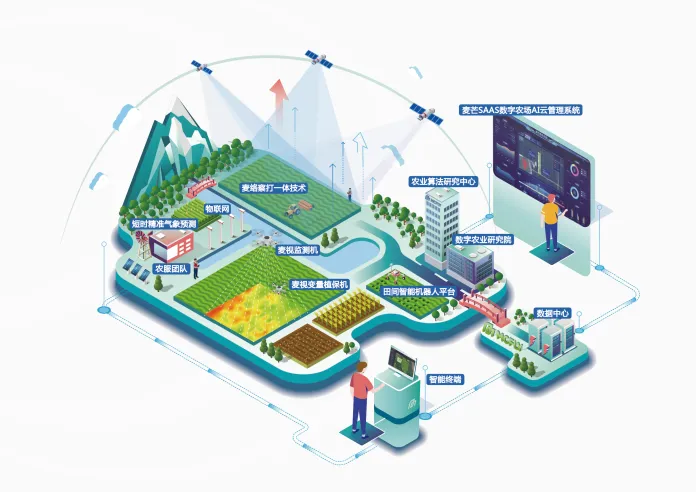 麦芒SAAS数字农场AI云管理系统
农业算法研究中心
麦络察打一体技术
物联网
短时精准气象预测
数字农业研究院
麦视监测机
农服团队
麦视变量植保机
田间智能机器人平台
数据中心
智能终端